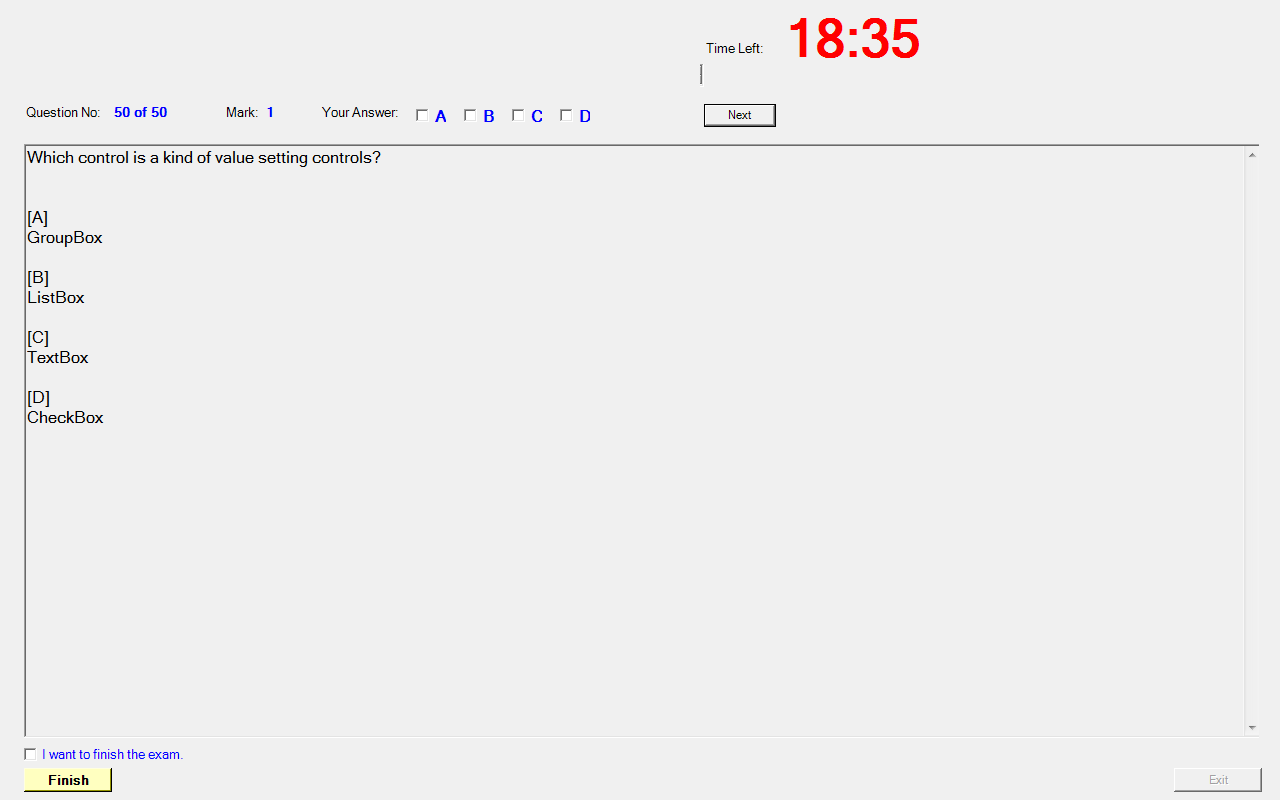 Time Left: 18:35
Question No: 50 of 50 Mark: 1 Your Answer: A B C D Next
Which control is a kind of value setting controls?
[A]
GroupBox
[B]
ListBox
[C]
TextBox
[D]
CheckBox
I want to finish the exam.
Finish Exit